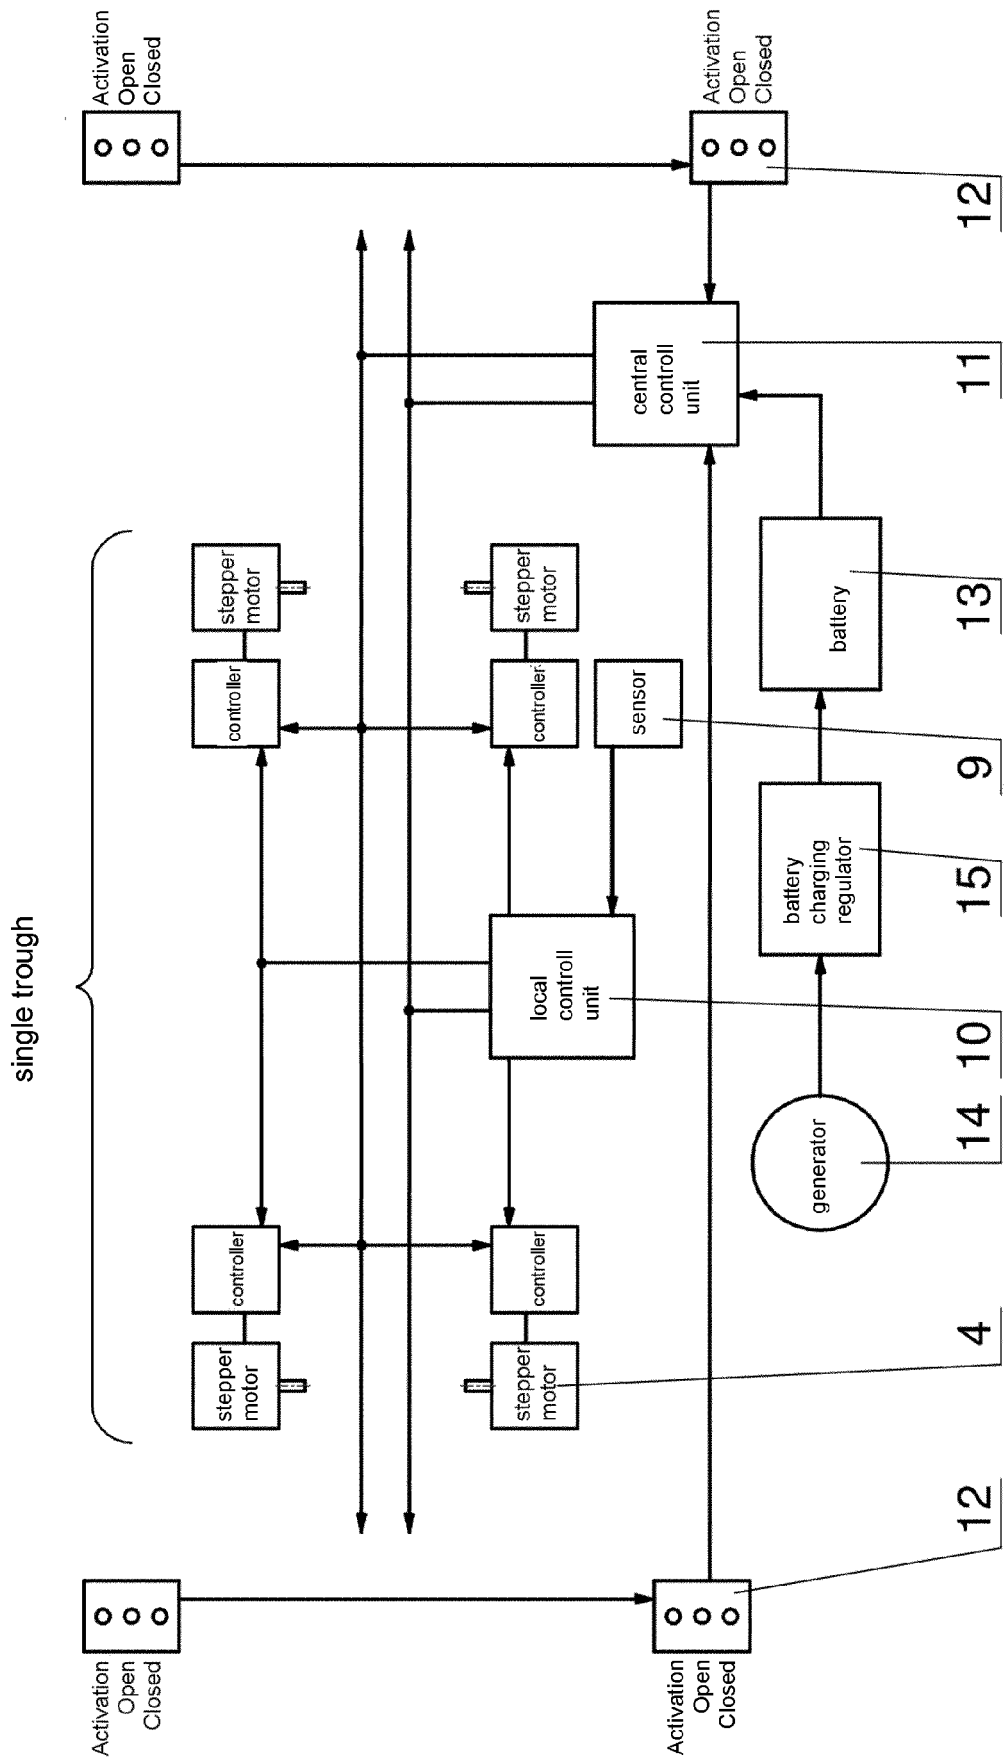 single trough
Activation
Open
Closed
Activation
Open
Closed
stepper
motor
controller
controller
stepper
motor
stepper
motor
controller
local
controll
unit
controller
stepper
motor
sensor
central
controll
unit
Activation
Open
Closed
Activation
Open
Closed
generator
battery
charging
regulator
battery
12
4
14
10
15
9
13
11
12